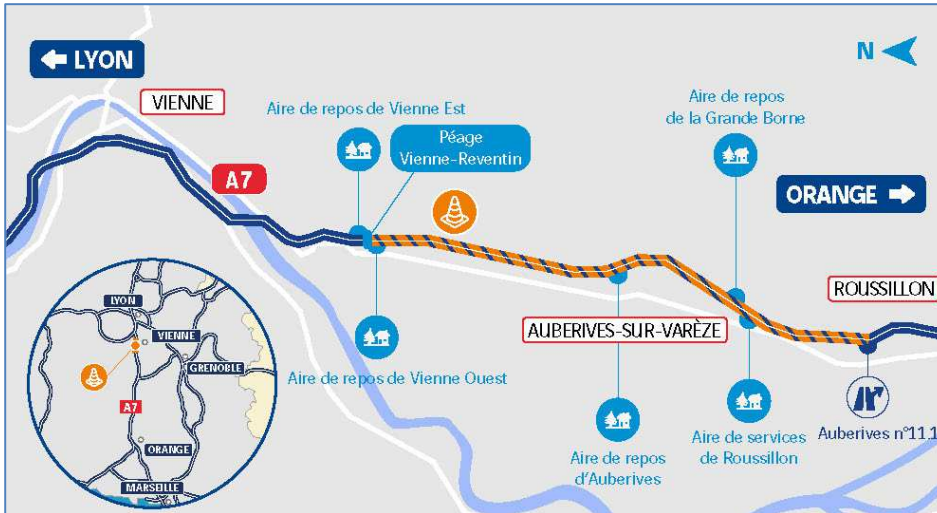 LYON
N
VIENNE
Aire de repos de Vienne Est
Aire de repos
de la Grande Borne
Péage
Vienne-Reventin
A7
ORANGE
ROUSSILLON
AUBERIVES-SUR-VARÈZE
Aire de repos de Vienne Ouest
Aire de repos
d'Auberives
Aire de services
de Roussillon
Auberives n°11.1
LYON
VIENNE
GRENOBLE
A7
ORANGE
MARSEILLE